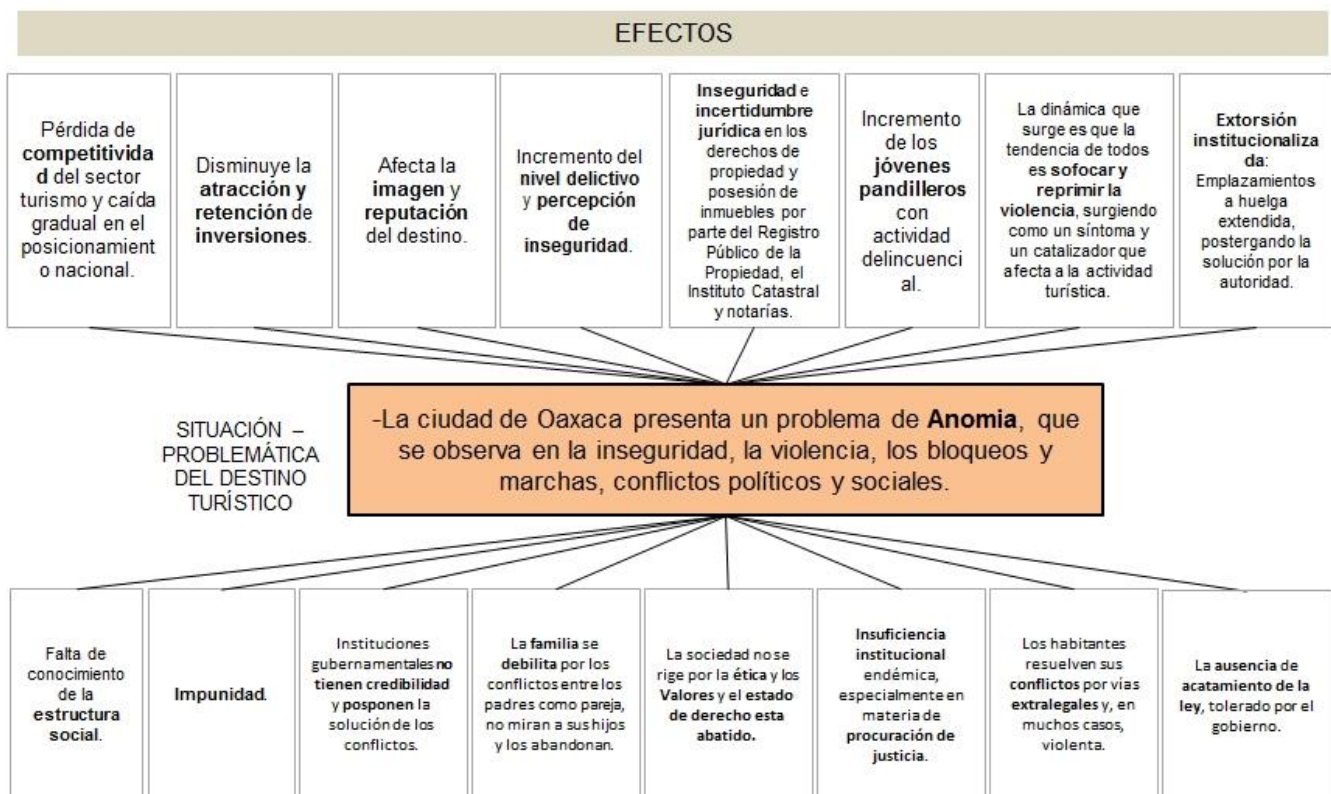 EFECTOS
Pérdida de
competitivida
d del sector
turismo y caída
gradual en el
posicionamient
o nacional.
Disminuye la
atracción y
retención de
inversiones.
Afecta la
imagen y
reputación
del destino.
Incremento del
nivel delictivo
y percepción
de
inseguridad.
Inseguridad e
incertidumbre
jurídica en los
derechos de
propiedad y
posesión de
inmuebles por
parte del Registro
Público de la
Propiedad, el
Instituto Catastral
y notarías.
Incremento
de los
jóvenes
pandilleros
con
actividad
delincuenci
al.
La dinámica que
surge es que la
tendencia de todos
es sofocar y
reprimir la
violencia, surgiendo
como un síntoma y
un catalizador que
afecta a la actividad
turística.
Extorsión
institucionaliza
da:
Emplazamientos
a huelga
extendida,
postergando la
solución por la
autoridad.
SITUACIÓN –
PROBLEMÁTICA
DEL DESTINO
TURÍSTICO
-La ciudad de Oaxaca presenta un problema de Anomia, que
se observa en la inseguridad, la violencia, los bloqueos y
marchas, conflictos políticos y sociales.
Falta de
conocimiento
de la
estructura
social.
Impunidad.
Instituciones
gubernamentales no
tienen credibilidad
y posponen la
solución de los
conflictos.
La familia se
debilita por los
conflictos entre los
padres como pareja,
no miran a sus hijos
y los abandonan.
La sociedad no se
rige por la ética y los
Valores y el estado
de derecho esta
abatido.
Insuficiencia
institucional
endémica,
especialmente en
materia de
procuración de
justicia.
Los habitantes
resuelven sus
conflictos por vías
extralegales y, en
muchos casos,
violenta.
La ausencia de
acatamiento de la
ley, tolerado por el
gobierno.